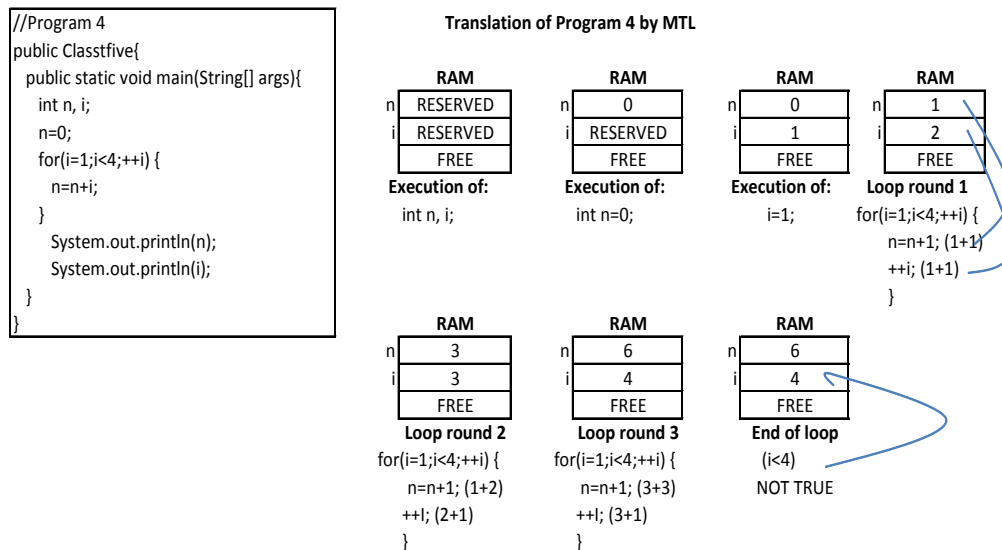 //Program 4
public Classtfive{
public static void main(String[] args){
int n, i;
n=0;
for(i=1;i<4;++i) {
n=n+i;
}
System.out.println(n);
System.out.println(i);
}
}
Translation of Program 4 by MTL
RAM
n RESERVED
i RESERVED
FREE
Execution of:
int n, i;
RAM
n 0
i RESERVED
FREE
Execution of:
int n=0;
RAM
n 0
i 1
FREE
Execution of:
i=1;
RAM
n 1
i 2
FREE
Loop round 1
for(i=1;i<4;++i) {
n=n+1; (1+1)
++i; (1+1)
}
RAM
n 3
i 3
FREE
Loop round 2
for(i=1;i<4;++i) {
n=n+1; (1+2)
++I; (2+1)
}
RAM
n 6
i 4
FREE
Loop round 3
for(i=1;i<4;++i) {
n=n+1; (3+3)
++I; (3+1)
}
RAM
n 6
i 4
FREE
End of loop
(i<4)
NOT TRUE